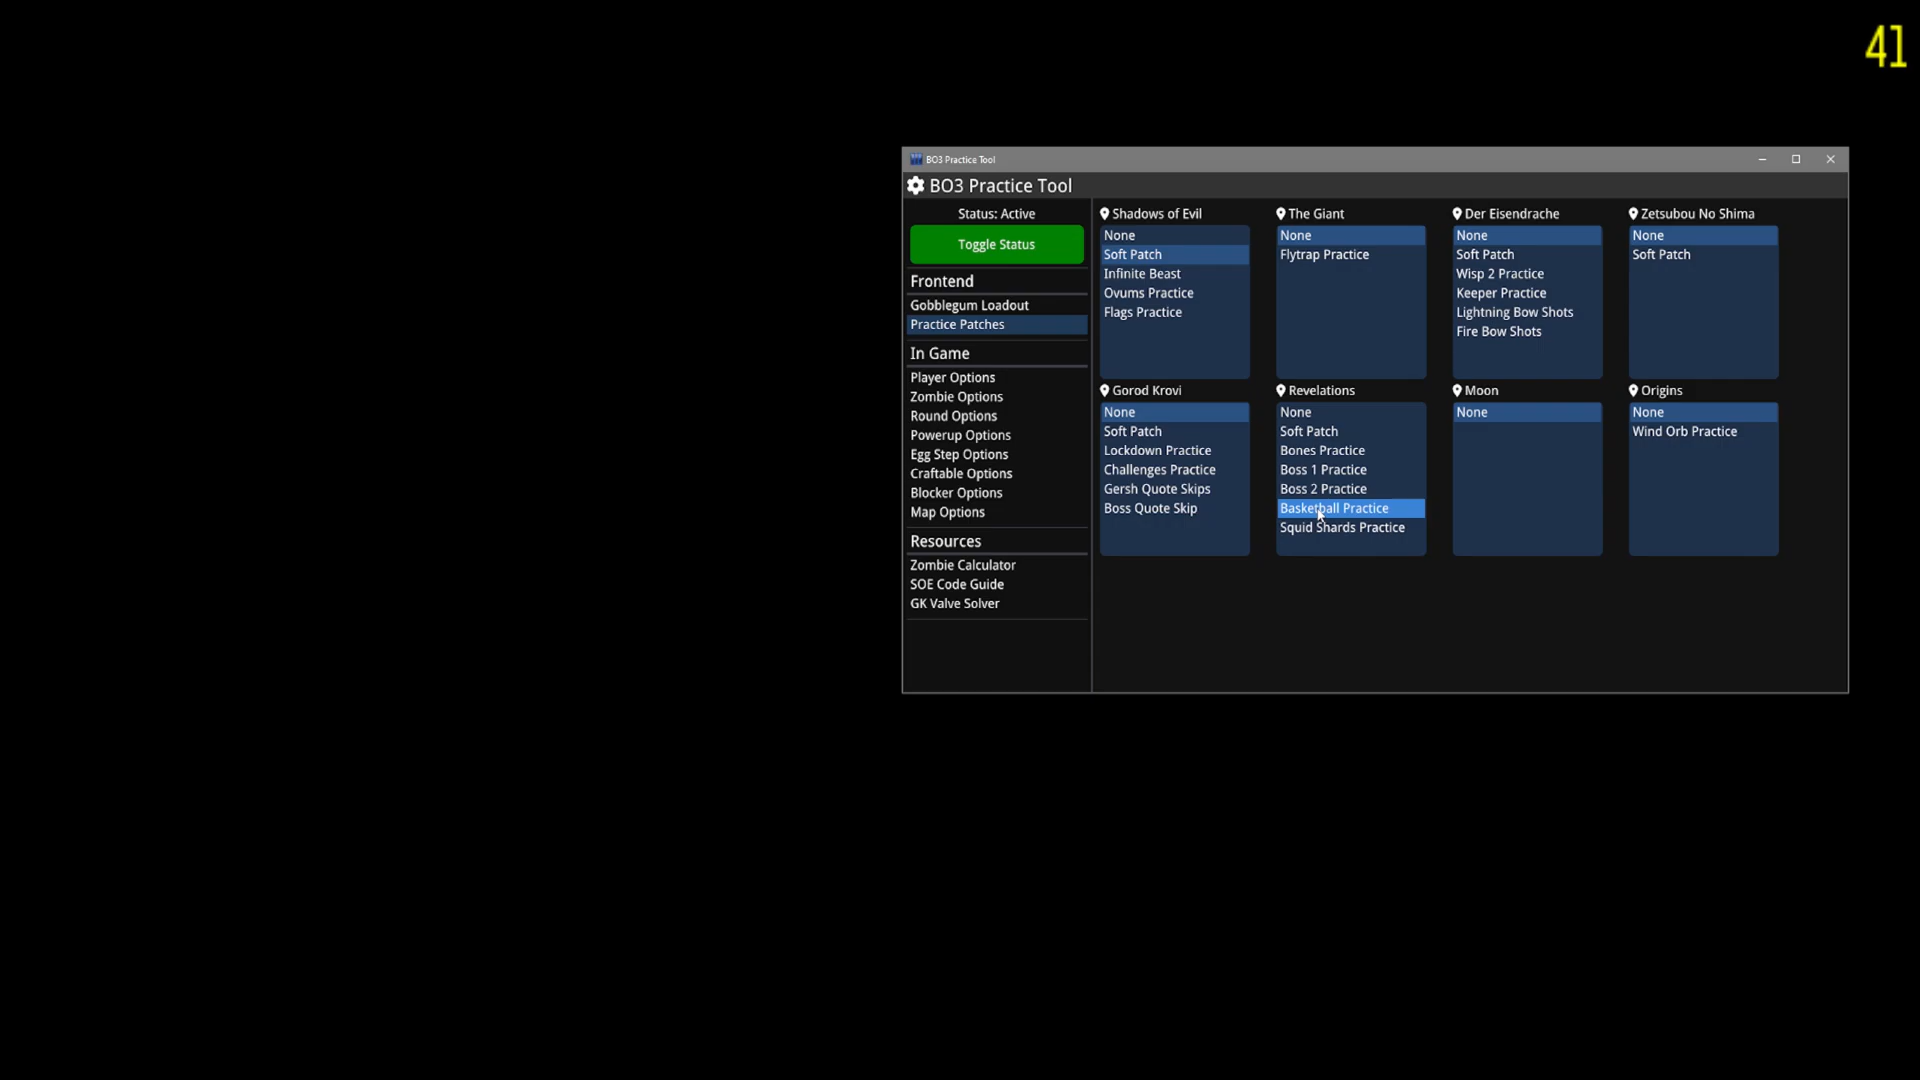 41
BO3 Practice Tool
BO3 Practice Tool
Status: Active
Toggle Status
Frontend
Gobblegum Loadout
Practice Patches
In Game
Player Options
Zombie Options
Round Options
Powerup Options
Egg Step Options
Craftable Options
Blocker Options
Map Options
Resources
Zombie Calculator
SOE Code Guide
GK Valve Solver
Shadows of Evil
None
Soft Patch
Infinite Beast
Ovums Practice
Flags Practice
The Giant
None
Flytrap Practice
Der Eisendrache
None
Soft Patch
Wisp 2 Practice
Keeper Practice
Lightning Bow Shots
Fire Bow Shots
Zetsubou No Shima
None
Soft Patch
Gorod Krovi
None
Soft Patch
Lockdown Practice
Challenges Practice
Gersh Quote Skips
Boss Quote Skip
Revelations
None
Soft Patch
Bones Practice
Boss 1 Practice
Boss 2 Practice
Basketball Practice
Squid Shards Practice
Moon
None
Origins
None
Wind Orb Practice